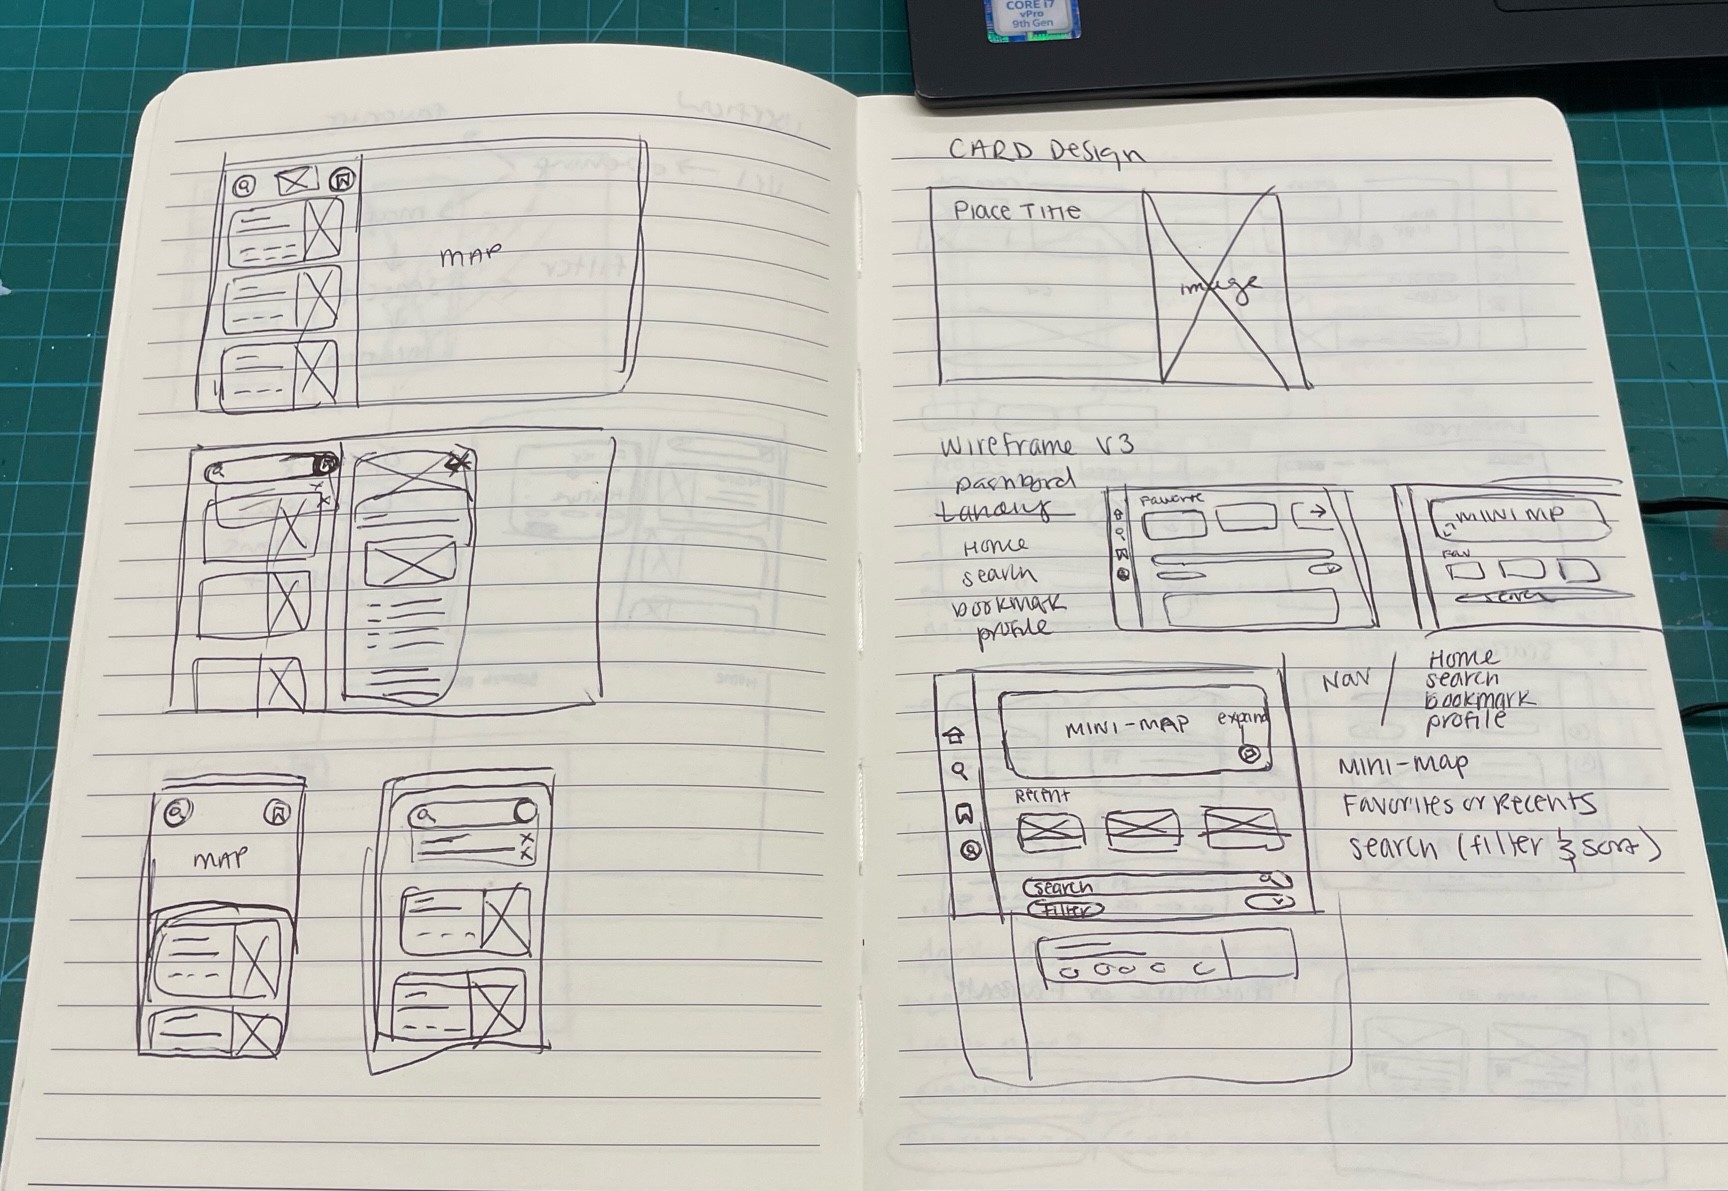 CORE i7
vPro
9th Gen
MAP
MAP
CARD Design
Place Title
image
Wireframe V3
Dashboard
Landing
Home
search
bookmark
profile
Favorite
MINI MP
Fav
search
MINI-MAP
expand
Recent
search
Filter
Nav
Home
search
bookmark
profile
Mini-map
Favorites or Recents
search (filter & sort)